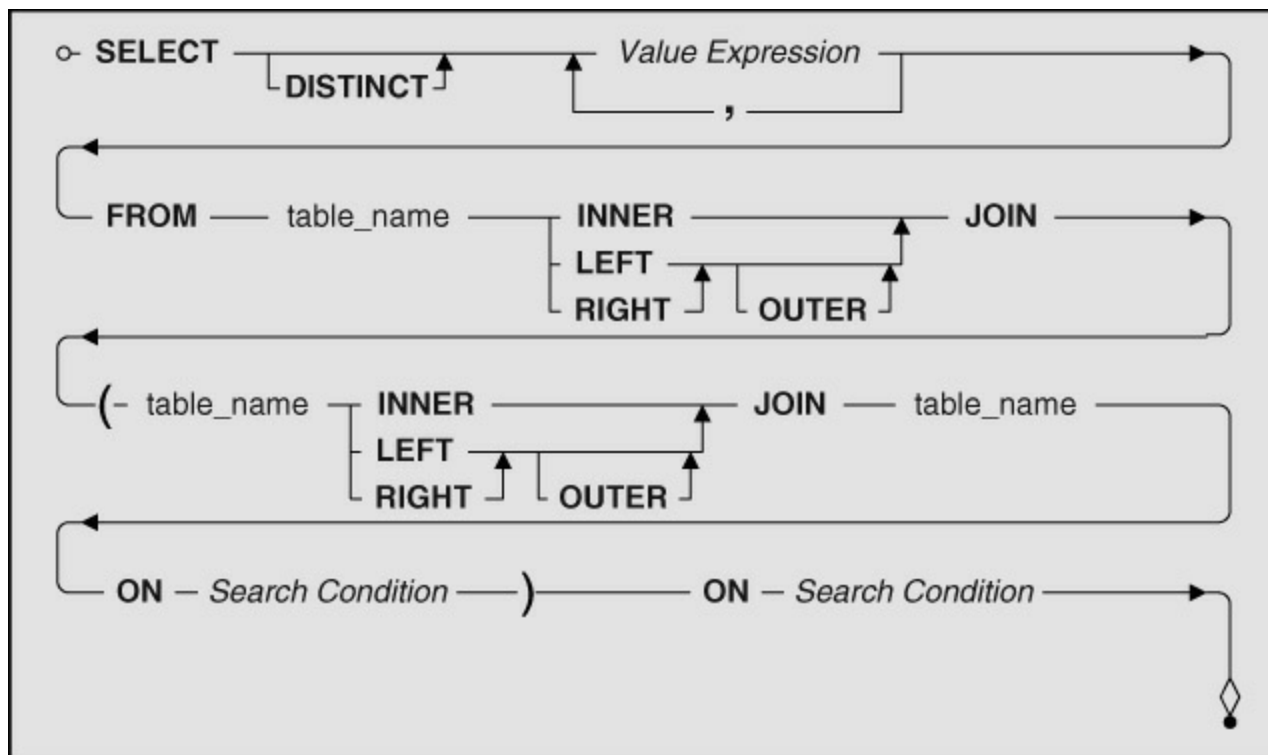 SELECT Value Expression
DISTINCT ,
FROM table_name INNER JOIN
LEFT
RIGHT OUTER
( table_name INNER JOIN table_name
LEFT
RIGHT OUTER
ON Search Condition ) ON Search Condition